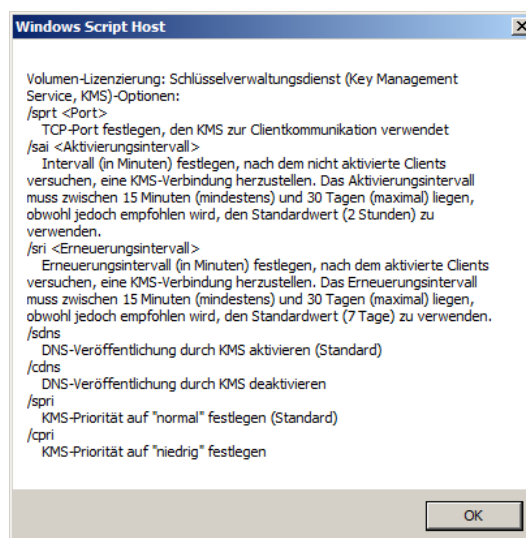 Windows Script Host
Volumen-Lizenzierung: Schlüsselverwaltungsdienst (Key Management
Service, KMS)-Optionen:
/sprt <Port>
TCP-Port festlegen, den KMS zur Clientkommunikation verwendet
/sai <Aktivierungsintervall>
Intervall (in Minuten) festlegen, nach dem nicht aktivierte Clients
versuchen, eine KMS-Verbindung herzustellen. Das Aktivierungsintervall
muss zwischen 15 Minuten (mindestens) und 30 Tagen (maximal) liegen,
obwohl jedoch empfohlen wird, den Standardwert (2 Stunden) zu
verwenden.
/sri <Erneuerungsintervall>
Erneuerungsintervall (in Minuten) festlegen, nach dem aktivierte Clients
versuchen, eine KMS-Verbindung herzustellen. Das Erneuerungsintervall
muss zwischen 15 Minuten (mindestens) und 30 Tagen (maximal) liegen,
obwohl jedoch empfohlen wird, den Standardwert (7 Tage) zu verwenden.
/sdns
DNS-Veröffentlichung durch KMS aktivieren (Standard)
/cdns
DNS-Veröffentlichung durch KMS deaktivieren
/spri
KMS-Priorität auf "normal" festlegen (Standard)
/cpri
KMS-Priorität auf "niedrig" festlegen
OK